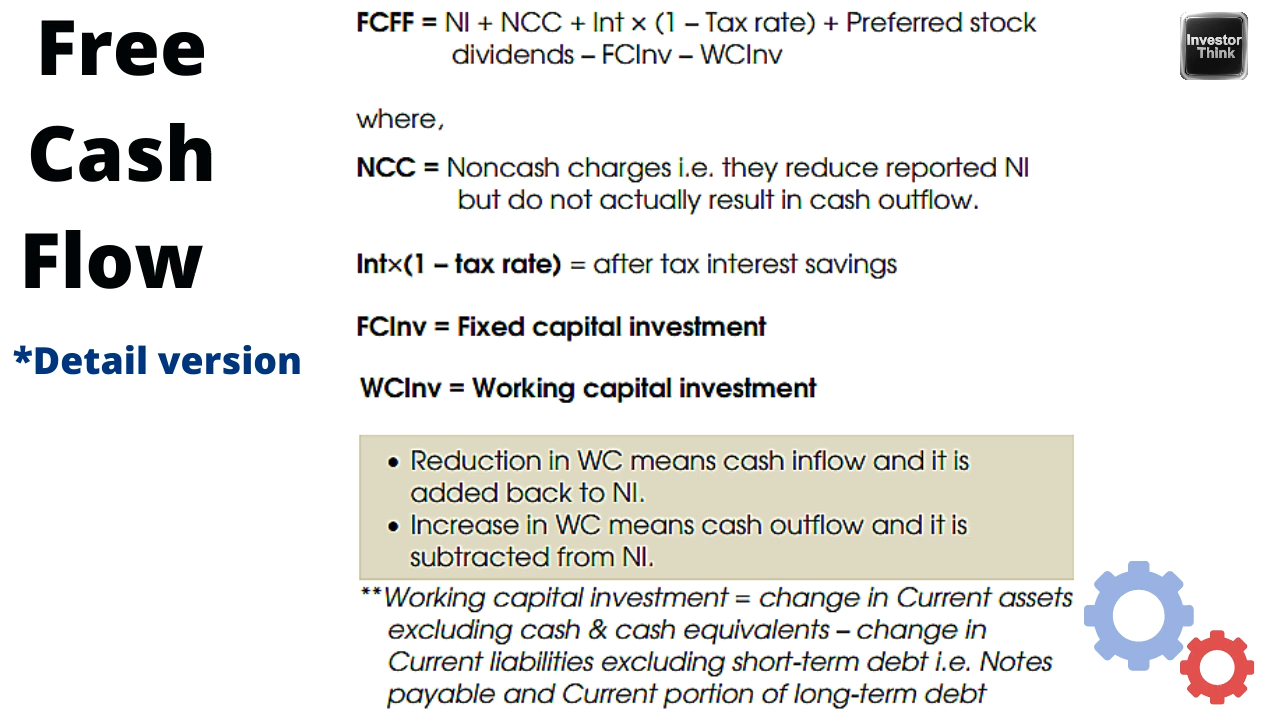 Free
Cash
Flow
*Detail version
FCFF = NI + NCC + Int × (1 – Tax rate) + Preferred stock
dividends – FCInv – WCInv
where,
NCC = Noncash charges i.e. they reduce reported NI
but do not actually result in cash outflow.
Int×(1 – tax rate) = after tax interest savings
FCInv = Fixed capital investment
WCInv = Working capital investment
• Reduction in WC means cash inflow and it is
added back to NI.
• Increase in WC means cash outflow and it is
subtracted from NI.
**Working capital investment = change in Current assets
excluding cash & cash equivalents – change in
Current liabilities excluding short-term debt i.e. Notes
payable and Current portion of long-term debt
Investor
Think